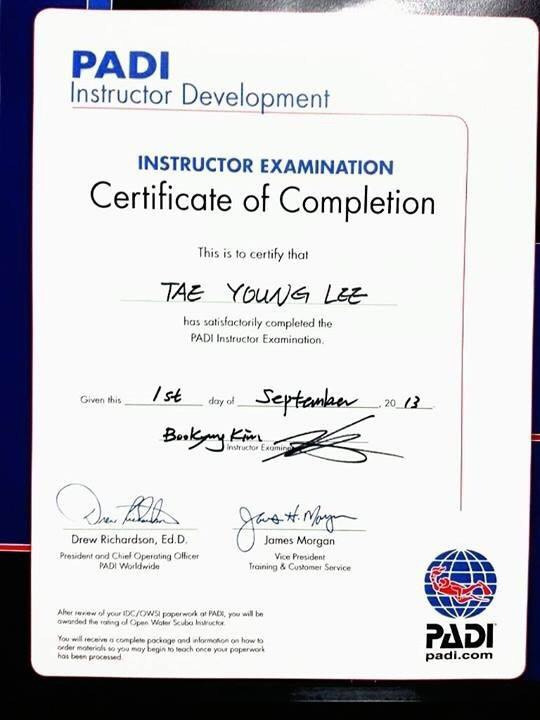 PADI
Instructor Development
INSTRUCTOR EXAMINATION
Certificate of Completion
This is to certify that
TAE YOUNG LEE
has satisfactorily completed the
PADI Instructor Examination.
Given this 1st day of September, 2013
Kim
Instructor Examiner
Drew Richardson, Ed.D.
President and Chief Operating Officer
PADI Worldwide
James H. Morgan
James Morgan
Vice President
Training & Customer Service
After review of your IDC/OWSI paperwork at PADI, you will be
awarded the rating of Open Water Scuba Instructor.
You will receive a complete package and information on how to
order materials so you may begin to teach once your paperwork
has been processed.
PADI
padi.com